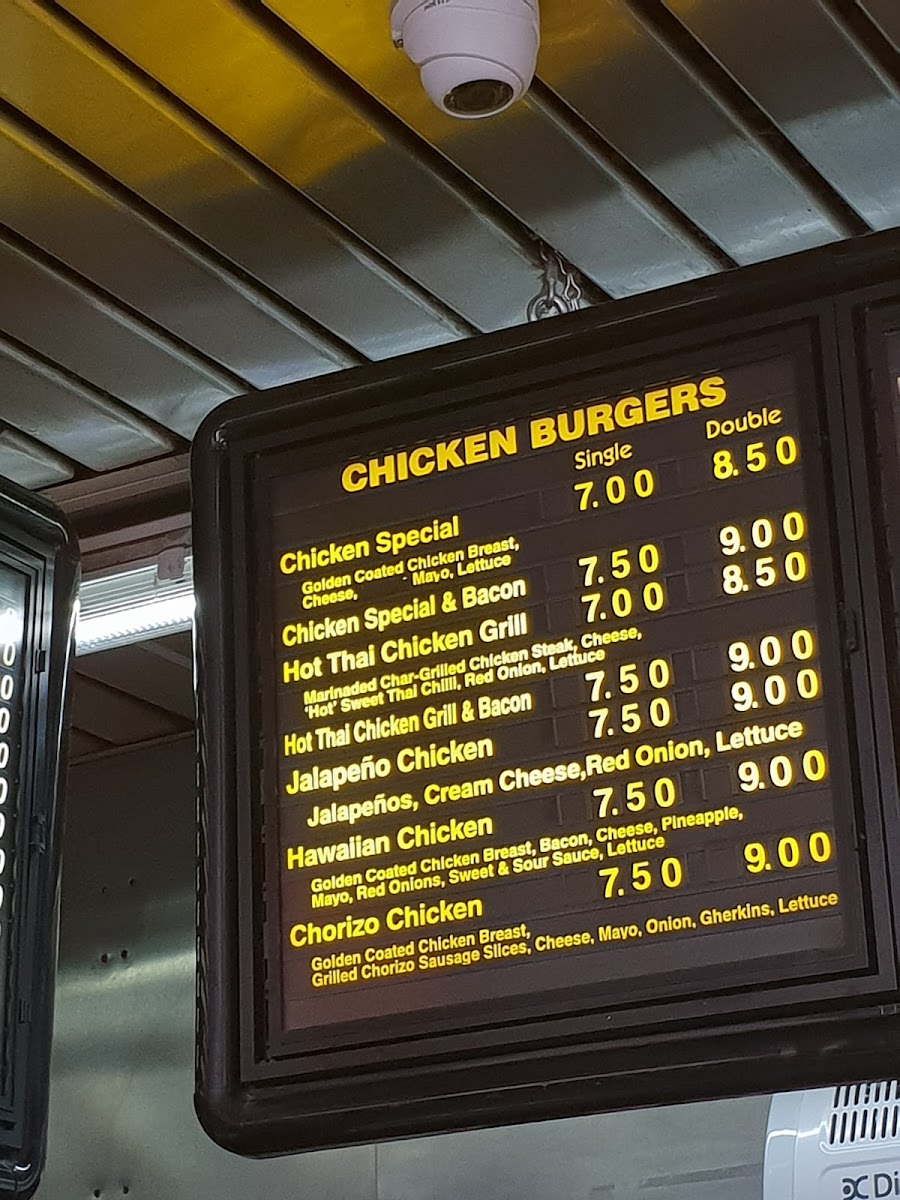 CHICKEN BURGERS
Single Double
Chicken Special 7.00 8.50
Golden Coated Chicken Breast,
Cheese, Mayo, Lettuce
Chicken Special & Bacon 7.50 9.00
Hot Thai Chicken Grill 7.00 8.50
Marinaded Char-Grilled Chicken Steak, Cheese,
'Hot' Sweet Thai Chilli, Red Onion, Lettuce
Hot Thai Chicken Grill & Bacon 7.50 9.00
Jalapeño Chicken 7.50 9.00
Jalapeños, Cream Cheese,Red Onion, Lettuce
Hawaiian Chicken 7.50 9.00
Golden Coated Chicken Breast, Bacon, Cheese, Pineapple,
Mayo, Red Onions, Sweet & Sour Sauce, Lettuce
Chorizo Chicken 7.50 9.00
Golden Coated Chicken Breast,
Grilled Chorizo Sausage Slices, Cheese, Mayo, Onion, Gherkins, Lettuce